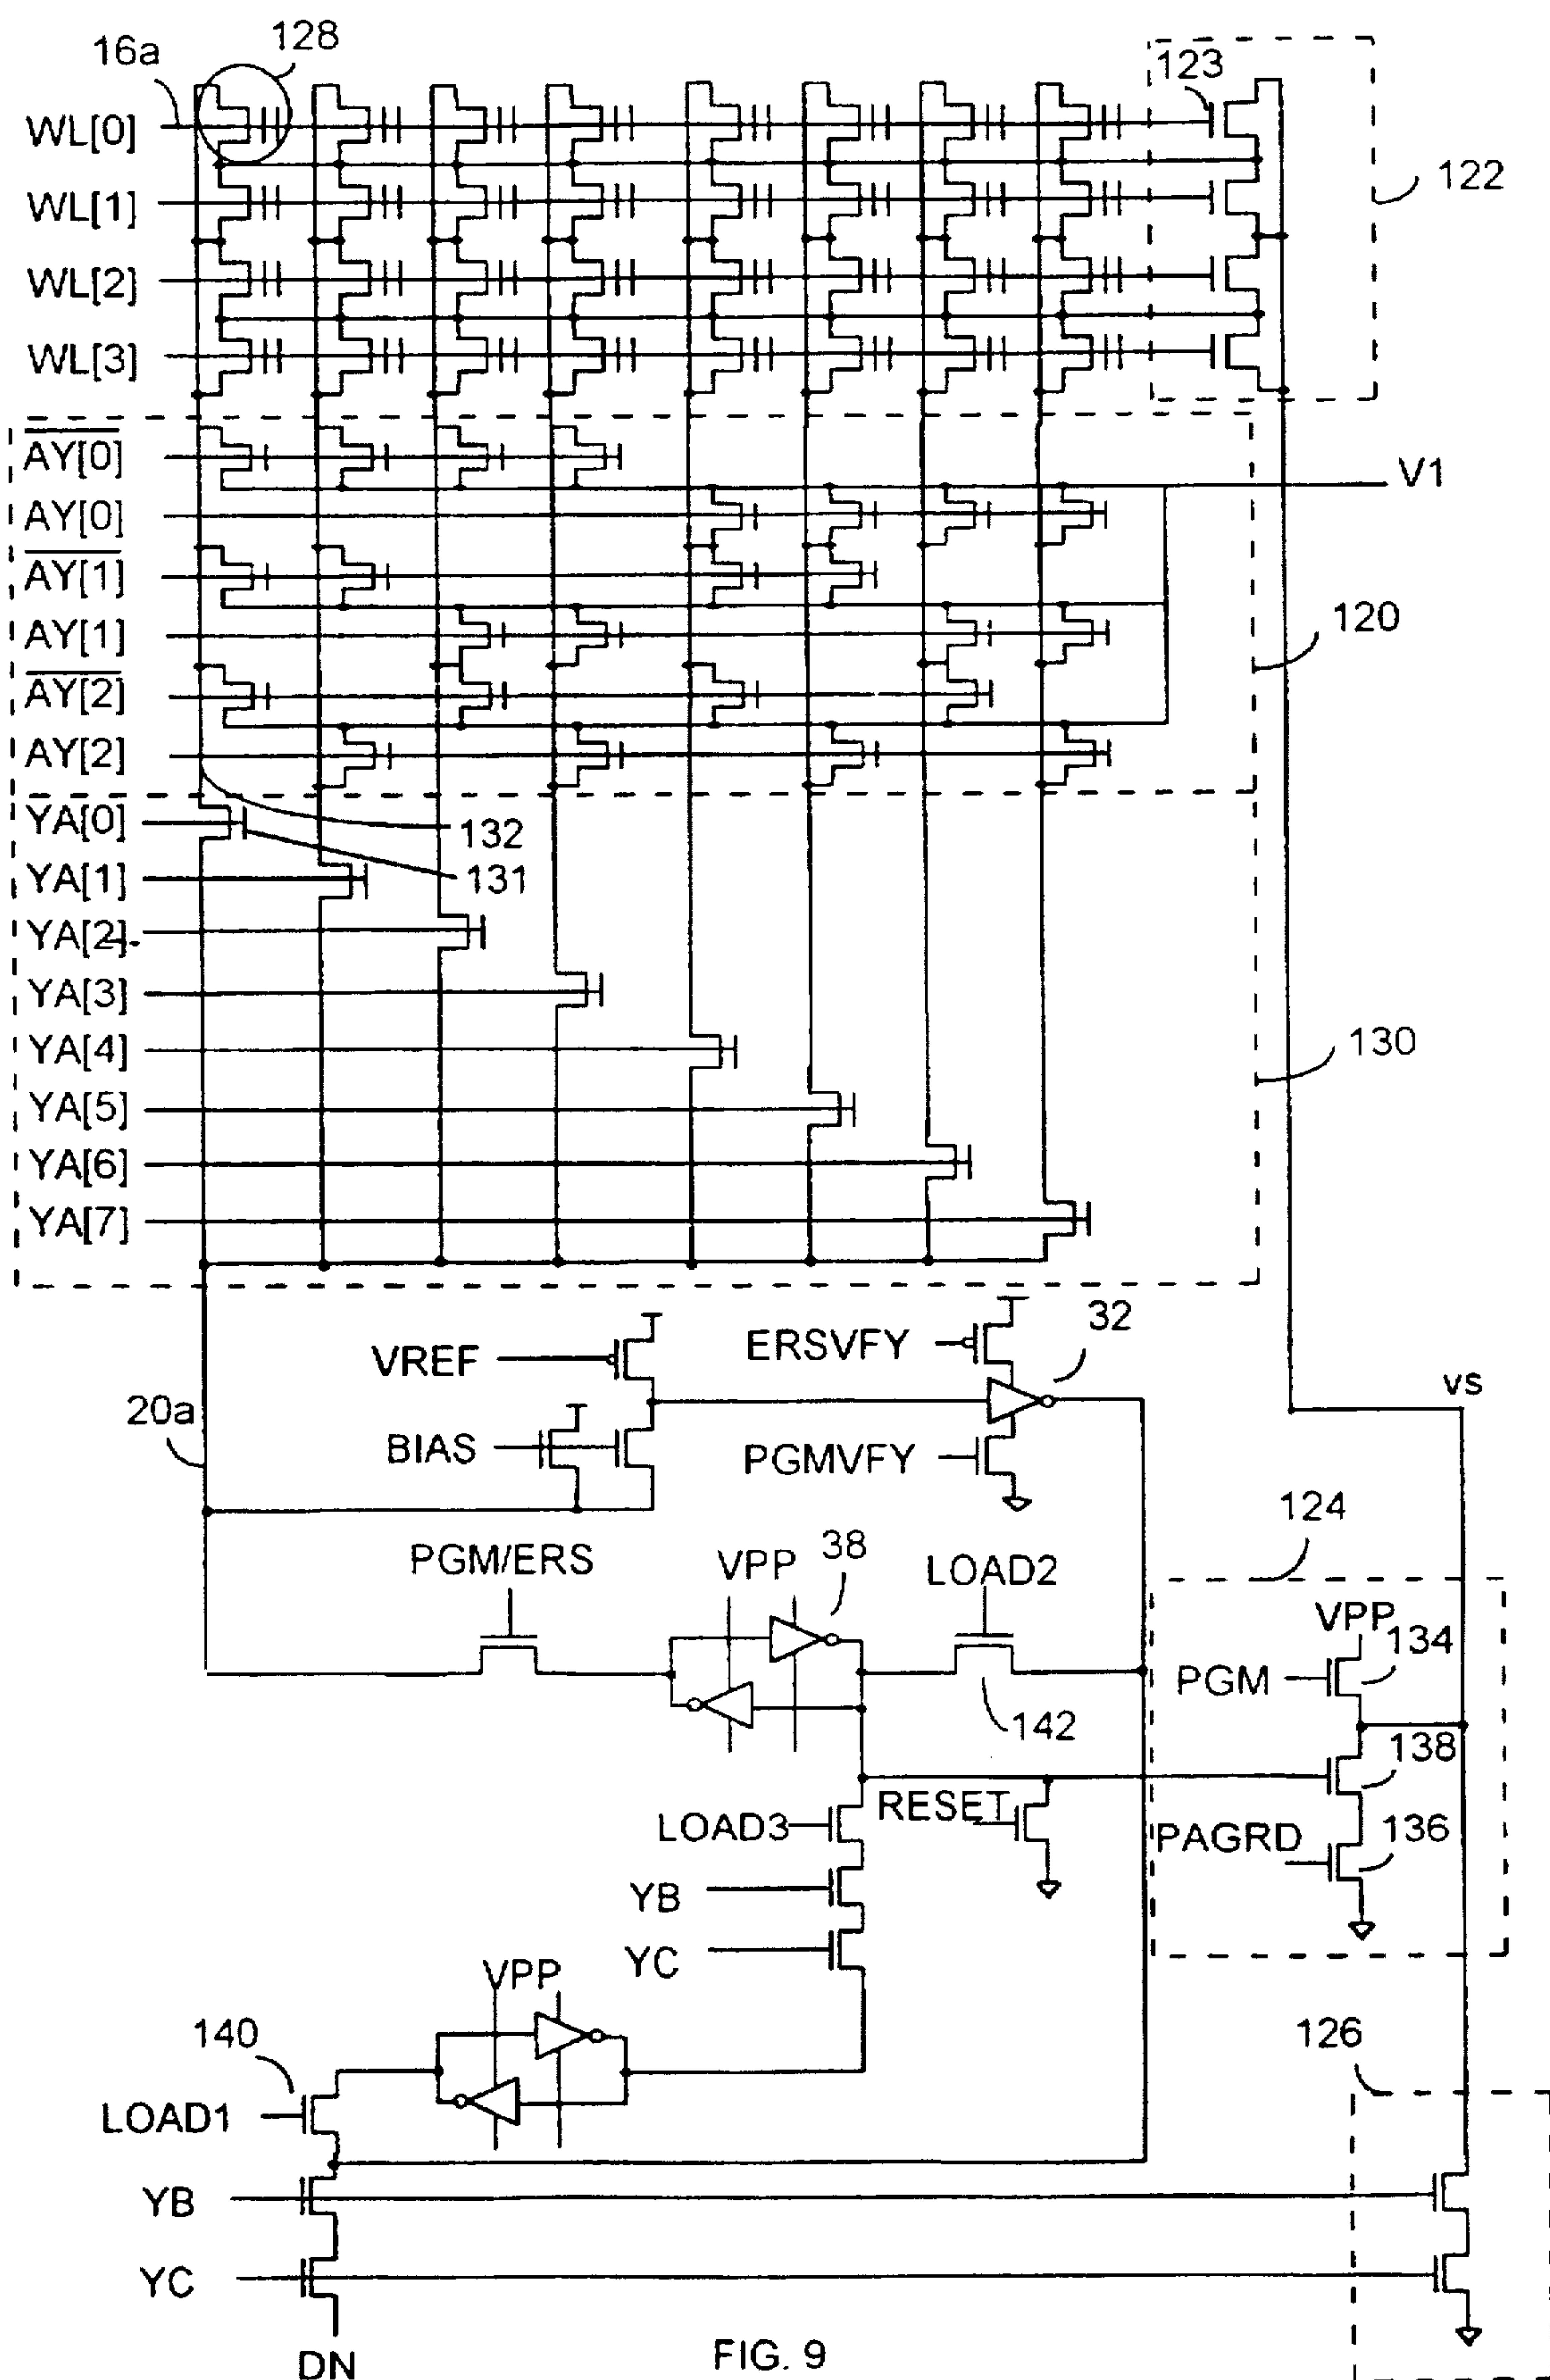 128
16a
123
WL[0]
122
WL[1]
WL[2]
WL[3]
AY[0]
V1
AY[0]
AY[1]
AY[1]
120
AY[2]
AY[2]
YA[0]
132
131
YA[1]
YA[2]
YA[3]
130
YA[4]
YA[5]
YA[6]
YA[7]
32
ERSVFY
VREF
vs
20a
BIAS
PGMVFY
124
38
PGM/ERS
VPP
LOAD2
VPP
134
PGM
142
138
RESET
LOAD3
PAGRD
136
YB
YC
VPP
140
126
LOAD1
YB
YC
DN
FIG. 9